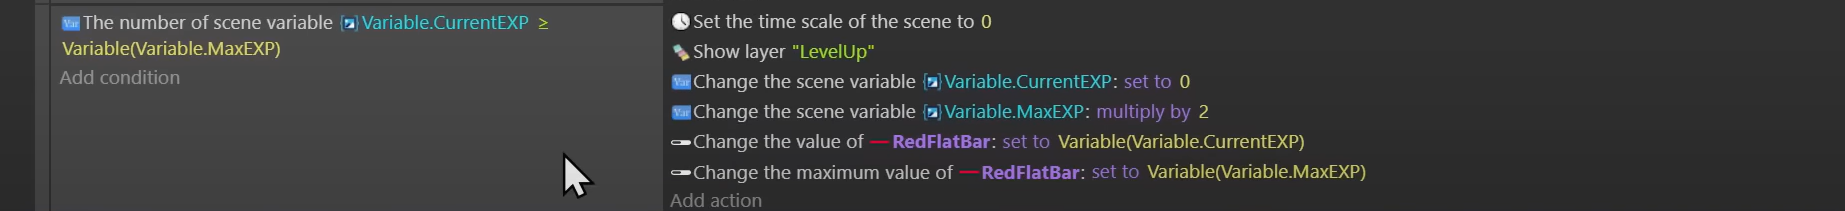 The number of scene variable Variable.CurrentEXP ≥
Variable(Variable.MaxEXP)
Add condition
Set the time scale of the scene to 0
Show layer "LevelUp"
Change the scene variable Variable.CurrentEXP: set to 0
Change the scene variable Variable.MaxEXP: multiply by 2
Change the value of RedFlatBar: set to Variable(Variable.CurrentEXP)
Change the maximum value of RedFlatBar: set to Variable(Variable.MaxEXP)
Add action